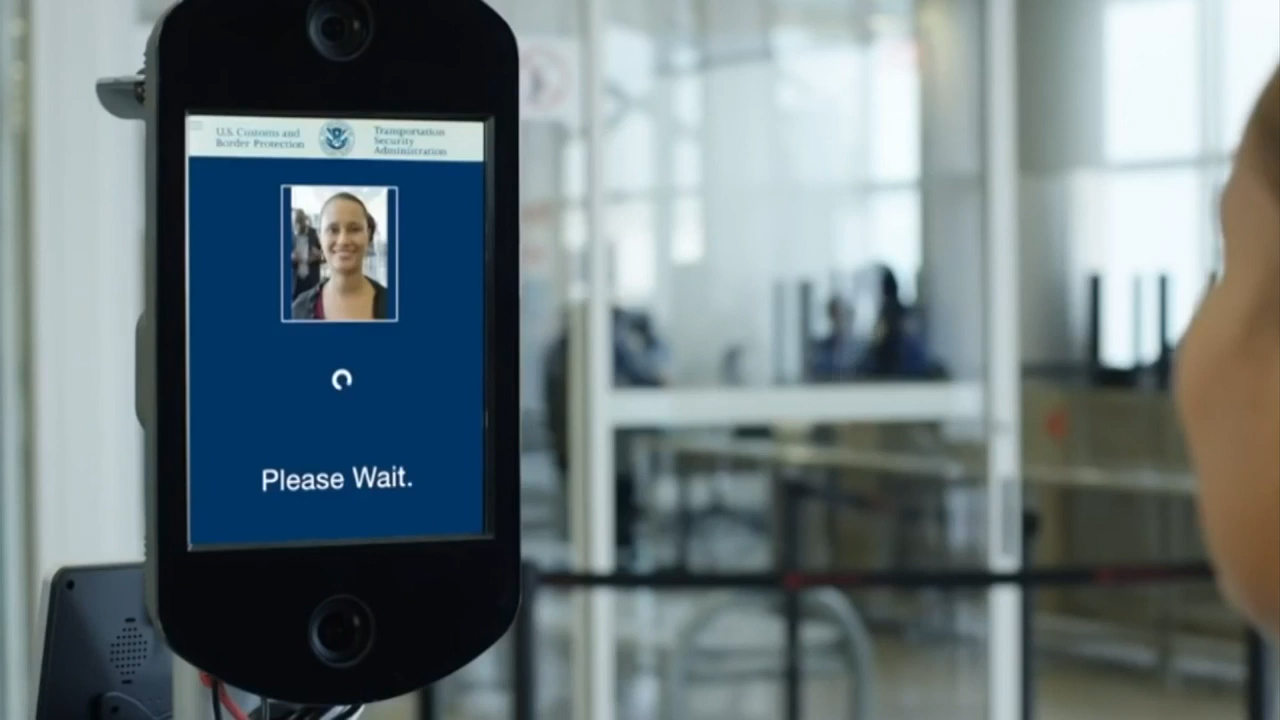 U.S. Customs and
Border Protection
Transportation
Security
Administration
Please Wait.